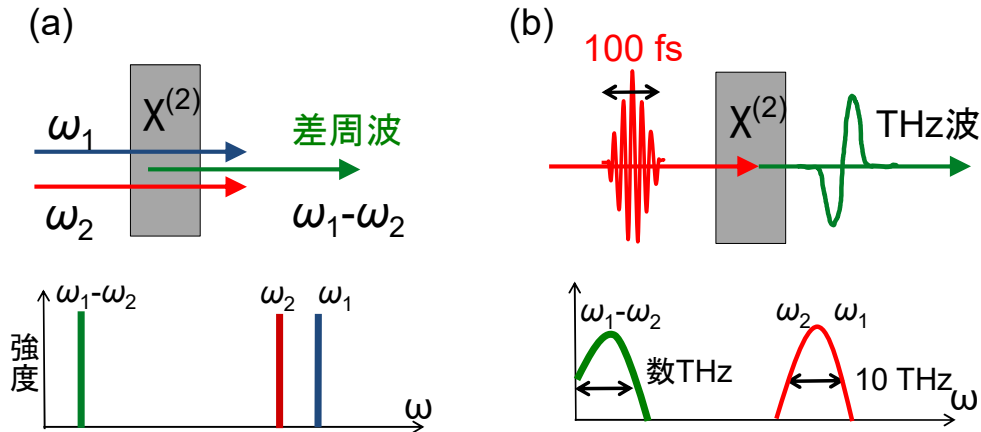 (a)
ω1
ω2
χ(2)
差周波
ω1-ω2
強度
ω1-ω2
ω2
ω1
ω
(b)
100 fs
χ(2)
THz波
ω1-ω2
数THz
ω2
ω1
10 THz
ω